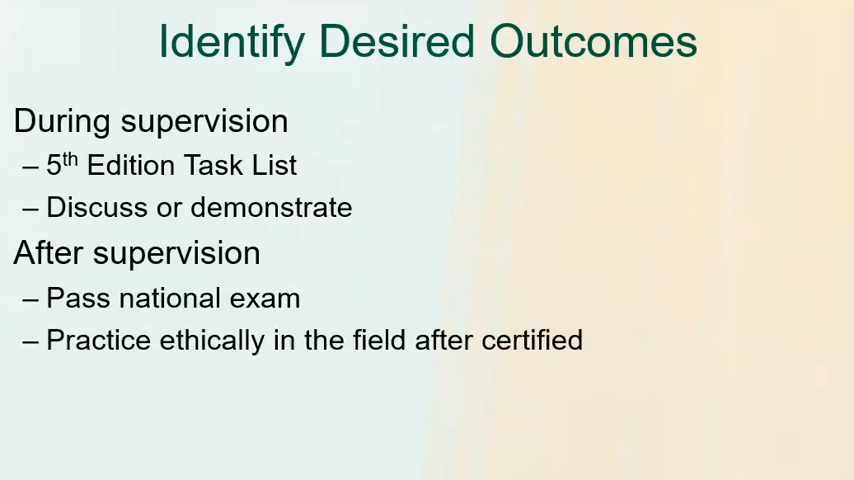 Identify Desired Outcomes
During supervision
– 5th Edition Task List
– Discuss or demonstrate
After supervision
– Pass national exam
– Practice ethically in the field after certified